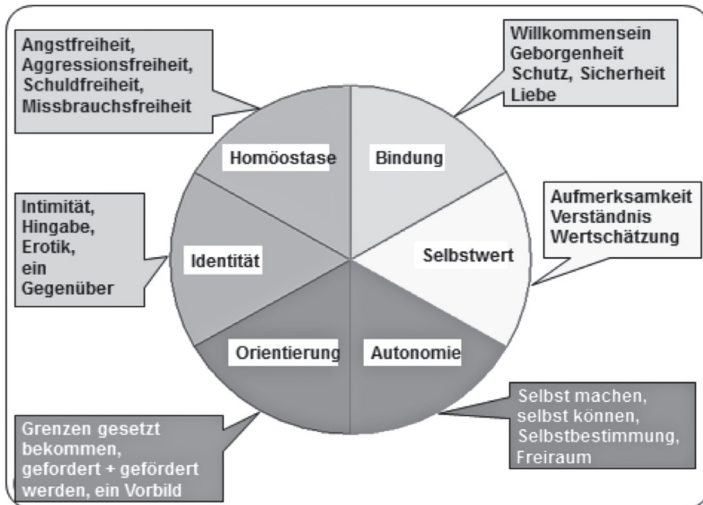 Angstfreiheit,
Aggressionsfreiheit,
Schuldfreiheit,
Missbrauchsfreiheit
Willkommensein
Geborgenheit
Schutz, Sicherheit
Liebe
Homöostase
Bindung
Intimität,
Hingabe,
Erotik,
ein
Gegenüber
Identität
Selbstwert
Aufmerksamkeit
Verständnis
Wertschätzung
Orientierung
Autonomie
Grenzen gesetzt
bekommen,
gefordert + gefördert
werden, ein Vorbild
Selbst machen,
selbst können,
Selbstbestimmung,
Freiraum